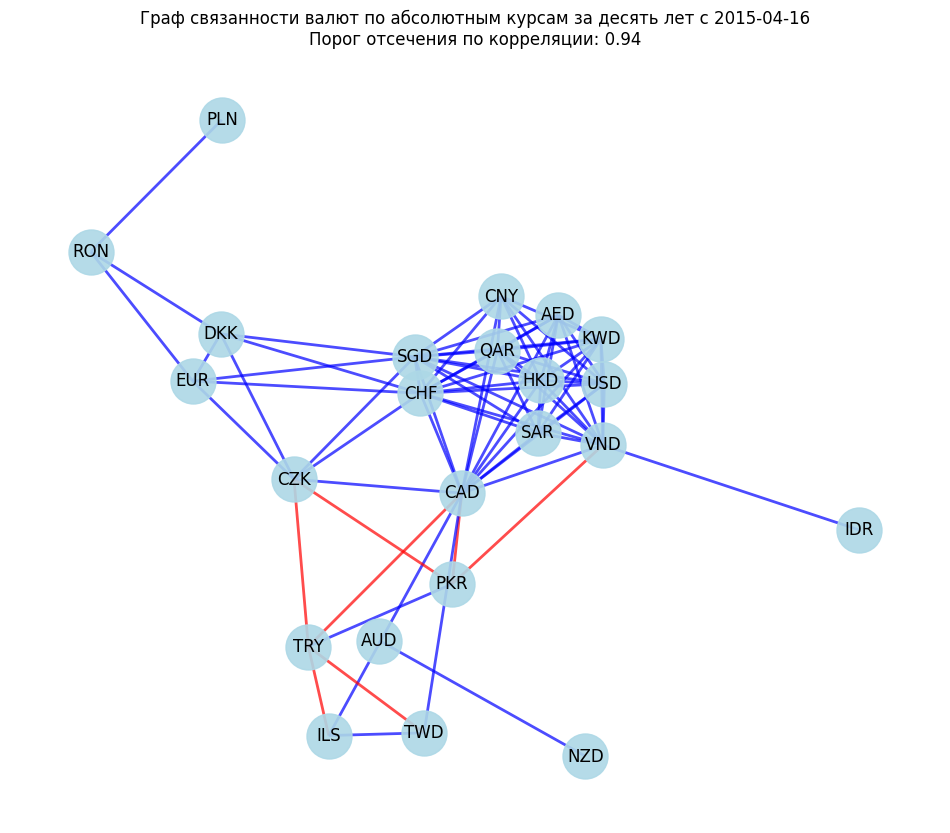 Граф связанности валют по абсолютным курсам за десять лет с 2015-04-16
Порог отсечения по корреляции: 0.94
PLN
RON
CNY
AED
DKK
KWD
SGD
QAR
EUR
CHF
HKD
USD
SAR
VND
CZK
CAD
IDR
PKR
TRY
AUD
ILS
TWD
NZD